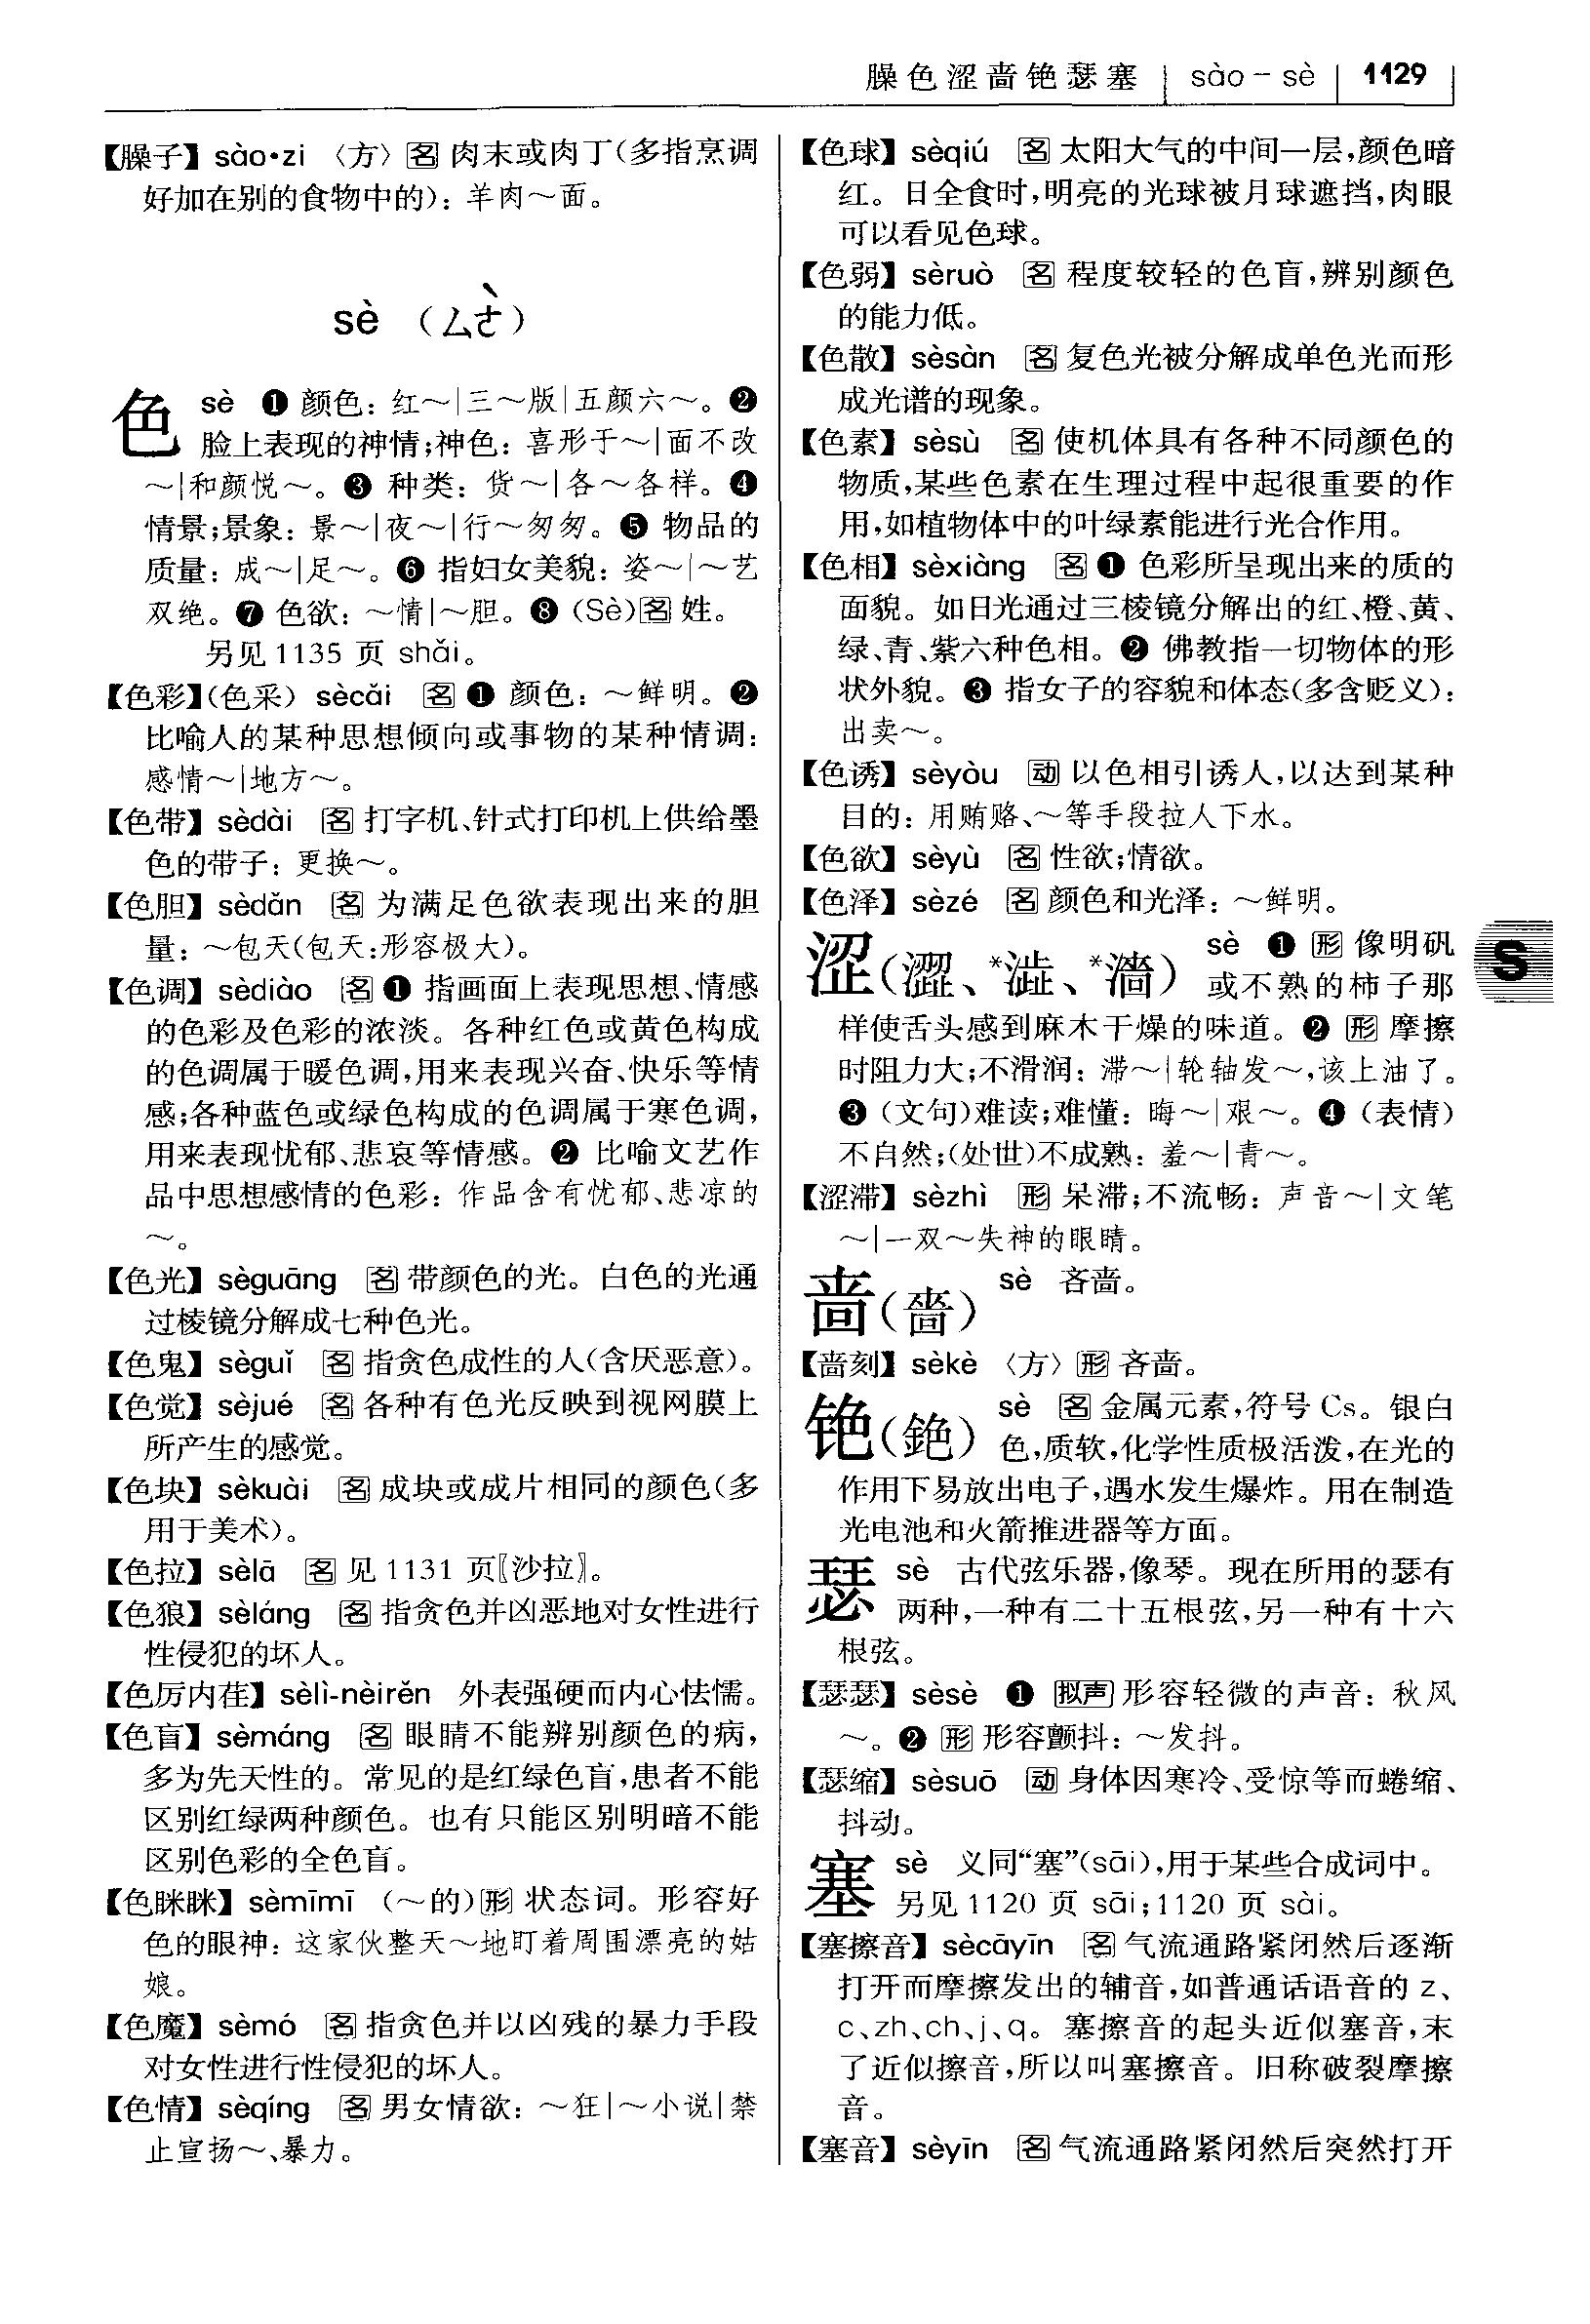 臊色涩啬铯瑟塞 | sào－sè | 1129
【臊子】 sào•zi 〈方〉 名 肉末或肉丁(多指烹调
好加在别的食物中的)：羊肉～面。
sè （ㄙㄜˋ）
色 sè ❶ 颜色：红～|三～版|五颜六～。❷
脸上表现的神情;神色：喜形于～|面不改
～|和颜悦～。❸ 种类：货～|各～各样。❹
情景;景象：景～|夜～|行～匆匆。❺ 物品的
质量：成～|足～。❻ 指妇女美貌：姿～|～艺
双绝。❼ 色欲：～情|～胆。❽ (Sè)名 姓。
另见 1135 页 shǎi。
【色彩】(色采) sècǎi 名 ❶ 颜色：～鲜明。❷
比喻人的某种思想倾向或事物的某种情调：
感情～|地方～。
【色带】 sèdài 名 打字机、针式打印机上供给墨
色的带子：更换～。
【色胆】 sèdǎn 名 为满足色欲表现出来的胆
量：～包天(包天:形容极大)。
【色调】 sèdiào 名 ❶ 指画面上表现思想、情感
的色彩及色彩的浓淡。各种红色或黄色构成
的色调属于暖色调,用来表现兴奋、快乐等情
感;各种蓝色或绿色构成的色调属于寒色调,
用来表现忧郁、悲哀等情感。❷ 比喻文艺作
品中思想感情的色彩：作品含有忧郁、悲凉的
～。
【色光】 sèguāng 名 带颜色的光。白色的光通
过棱镜分解成七种色光。
【色鬼】 sèguǐ 名 指贪色成性的人(含厌恶意)。
【色觉】 sèjué 名 各种有色光反映到视网膜上
所产生的感觉。
【色块】 sèkuài 名 成块或成片相同的颜色(多
用于美术)。
【色拉】 sèlā 名 见 1131 页〖沙拉〗。
【色狼】 sèláng 名 指贪色并凶恶地对女性进行
性侵犯的坏人。
【色厉内荏】 sèlì-nèirěn 外表强硬而内心怯懦。
【色盲】 sèmáng 名 眼睛不能辨别颜色的病,
多为先天性的。常见的是红绿色盲,患者不能
区别红绿两种颜色。也有只能区别明暗不能
区别色彩的全色盲。
【色眯眯】 sèmīmī (～的)形 状态词。形容好
色的眼神：这家伙整天～地盯着周围漂亮的姑
娘。
【色魔】 sèmó 名 指贪色并以凶残的暴力手段
对女性进行性侵犯的坏人。
【色情】 sèqíng 名 男女情欲：～狂|～小说|禁
止宣扬～、暴力。
【色球】 sèqiú 名 太阳大气的中间一层,颜色暗
红。日全食时,明亮的光球被月球遮挡,肉眼
可以看见色球。
【色弱】 sèruò 名 程度较轻的色盲,辨别颜色
的能力低。
【色散】 sèsàn 名 复色光被分解成单色光而形
成光谱的现象。
【色素】 sèsù 名 使机体具有各种不同颜色的
物质,某些色素在生理过程中起很重要的作
用,如植物体中的叶绿素能进行光合作用。
【色相】 sèxiàng 名 ❶ 色彩所呈现出来的质的
面貌。如日光通过三棱镜分解出的红、橙、黄、
绿、青、紫六种色相。❷ 佛教指一切物体的形
状外貌。❸ 指女子的容貌和体态(多含贬义)：
出卖～。
【色诱】 sèyòu 动 以色相引诱人,以达到某种
目的：用贿赂、～等手段拉人下水。
【色欲】 sèyù 名 性欲;情欲。
【色泽】 sèzé 名 颜色和光泽：～鲜明。
涩(澀、*澁、*濇) sè ❶ 形 像明矾
或不熟的柿子那
样使舌头感到麻木干燥的味道。❷ 形 摩擦
时阻力大;不滑润：滞～|轮轴发～,该上油了。
❸ (文句)难读;难懂：晦～|艰～。❹ (表情)
不自然;(处世)不成熟：羞～|青～。
【涩滞】 sèzhì 形 呆滞;不流畅：声音～|文笔
～|一双～失神的眼睛。
啬(嗇) sè 吝啬。
【啬刻】 sèkè 〈方〉 形 吝啬。
铯(銫) sè 名 金属元素,符号 Cs。银白
色,质软,化学性质极活泼,在光的
作用下易放出电子,遇水发生爆炸。用在制造
光电池和火箭推进器等方面。
瑟 sè 古代弦乐器,像琴。现在所用的瑟有
两种,一种有二十五根弦,另一种有十六
根弦。
【瑟瑟】 sèsè ❶ 拟声 形容轻微的声音：秋风
～。❷ 形 形容颤抖：～发抖。
【瑟缩】 sèsuō 动 身体因寒冷、受惊等而蜷缩、
抖动。
塞 sè 义同“塞”(sāi),用于某些合成词中。
另见 1120 页 sāi;1120 页 sài。
【塞擦音】 sècāyīn 名 气流通路紧闭然后逐渐
打开而摩擦发出的辅音,如普通话语音的 z、
c、zh、ch、j、q。塞擦音的起头近似塞音,末
了近似擦音,所以叫塞擦音。旧称破裂摩擦
音。
【塞音】 sèyīn 名 气流通路紧闭然后突然打开
S